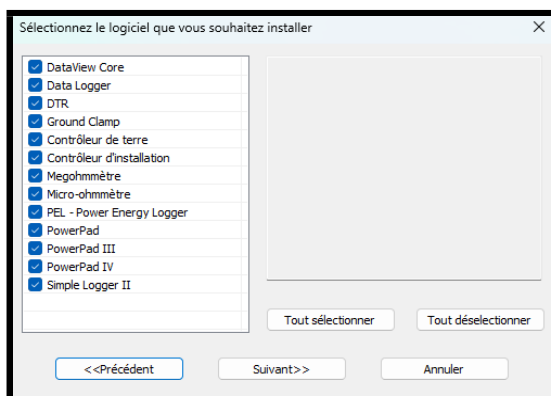 Sélectionnez le logiciel que vous souhaitez installer
DataView Core
Data Logger
DTR
Ground Clamp
Contrôleur de terre
Contrôleur d'installation
Megohmmètre
Micro-ohmmètre
PEL - Power Energy Logger
PowerPad
PowerPad III
PowerPad IV
Simple Logger II
Tout sélectionner
Tout déselectionner
<<Précédent
Suivant>>
Annuler